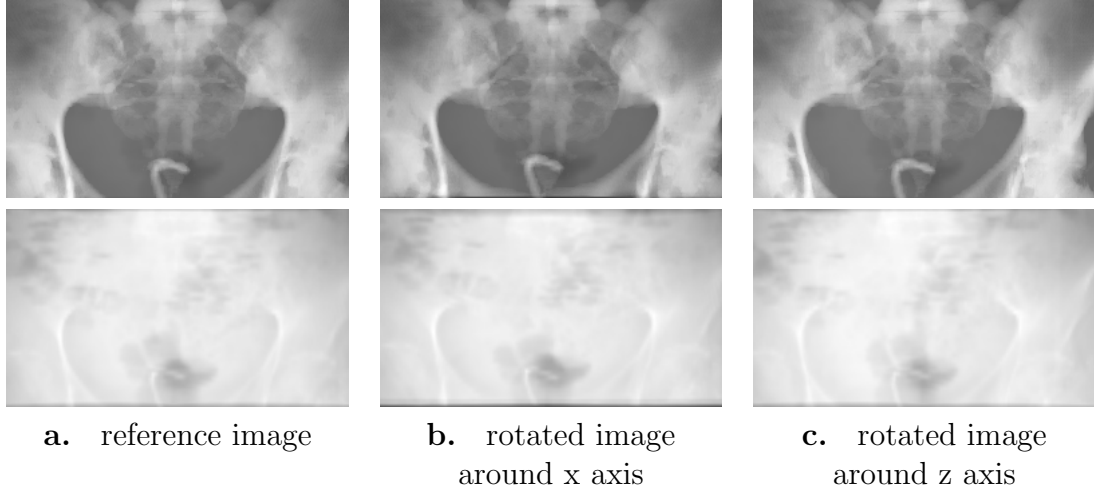 a. reference image
b. rotated image
around x axis
c. rotated image
around z axis